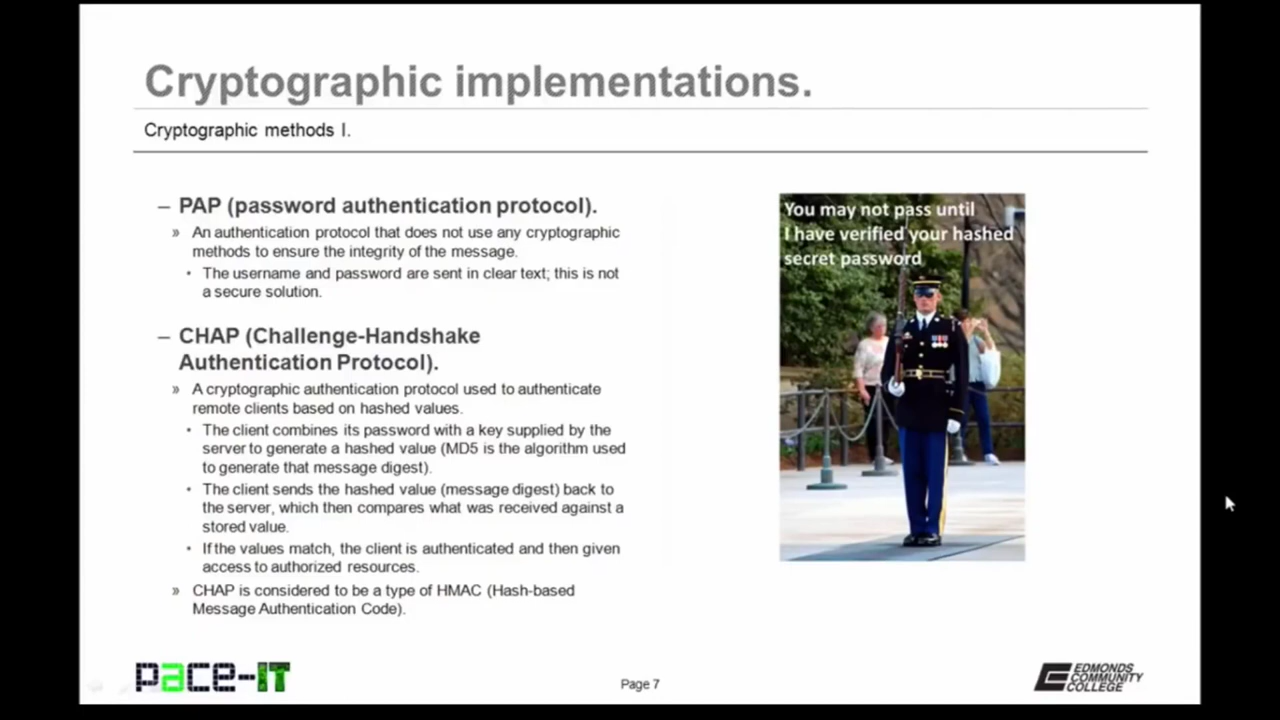 Cryptographic implementations.
Cryptographic methods I.
– PAP (password authentication protocol).
» An authentication protocol that does not use any cryptographic
methods to ensure the integrity of the message.
• The username and password are sent in clear text; this is not
a secure solution.
– CHAP (Challenge-Handshake
Authentication Protocol).
» A cryptographic authentication protocol used to authenticate
remote clients based on hashed values.
• The client combines its password with a key supplied by the
server to generate a hashed value (MD5 is the algorithm used
to generate that message digest).
• The client sends the hashed value (message digest) back to
the server, which then compares what was received against a
stored value.
• If the values match, the client is authenticated and then given
access to authorized resources.
» CHAP is considered to be a type of HMAC (Hash-based
Message Authentication Code).
You may not pass until
I have verified your hashed
secret password
pace-IT
Page 7
EDMONDS
COMMUNITY
COLLEGE